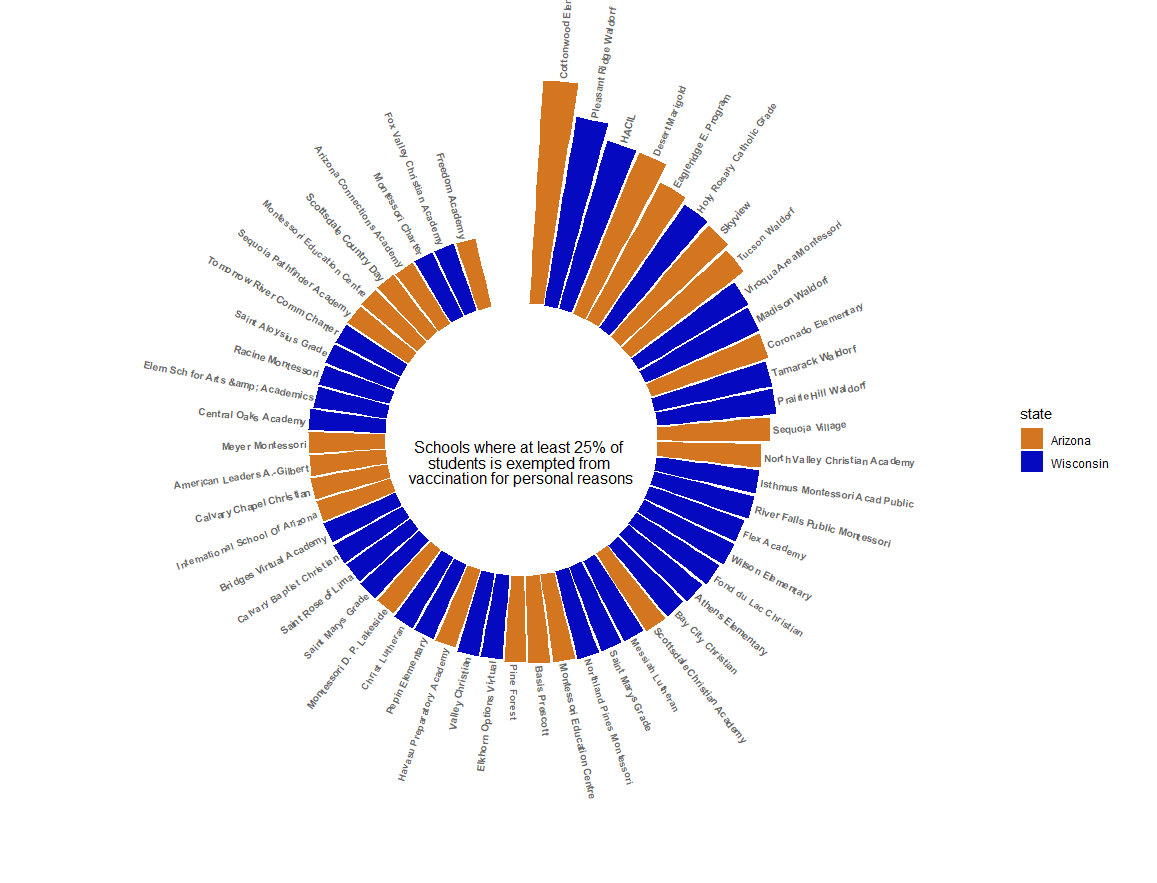 Cottonwood Ele
Pleasant Ridge Waldorf
HACIL
Desert Marigold
Eagleridge E. Program
Holy Rosary Catholic Grade
Skyview
Tucson Waldorf
Viroqua Area Montessori
Madison Waldorf
Coronado Elementary
Tamarack Waldorf
Prairie Hill Waldorf
Sequoia Village
North Valley Christian Academy
Isthmus Montessori Acad Public
River Falls Public Montessori
Flex Academy
Wilson Elementary
Fond du Lac Christian
Athens Elementary
Bay City Christian
Scottsdale Christian Academy
Messiah Lutheran
Saint Marys Grade
Northland Pines Montessori
Montessori Education Centre
Basis Prescott
Pine Forest
Elkhorn Options Virtual
Valley Christian
Havasu Preparatory Academy
Pepin Elementary
Christ Lutheran
Montessori D. P. Lakeside
Saint Marys Grade
Saint Rose of Lima
Calvary Baptist Christian
Bridges Virtual Academy
International School Of Arizona
Calvary Chapel Christian
American Leaders A.-Gilbert
Meyer Montessori
Central Oaks Academy
Elem Sch for Arts &amp; Academics
Racine Montessori
Saint Aloysius Grade
Tomorrow River Comm Charter
Sequoia Pathfinder Academy
Montessori Education Centre
Scottsdale Country Day
Arizona Connections Academy
Montessori Charter
Fox Valley Christian Academy
Freedom Academy
Schools where at least 25% of
students is exempted from
vaccination for personal reasons
state
Arizona
Wisconsin